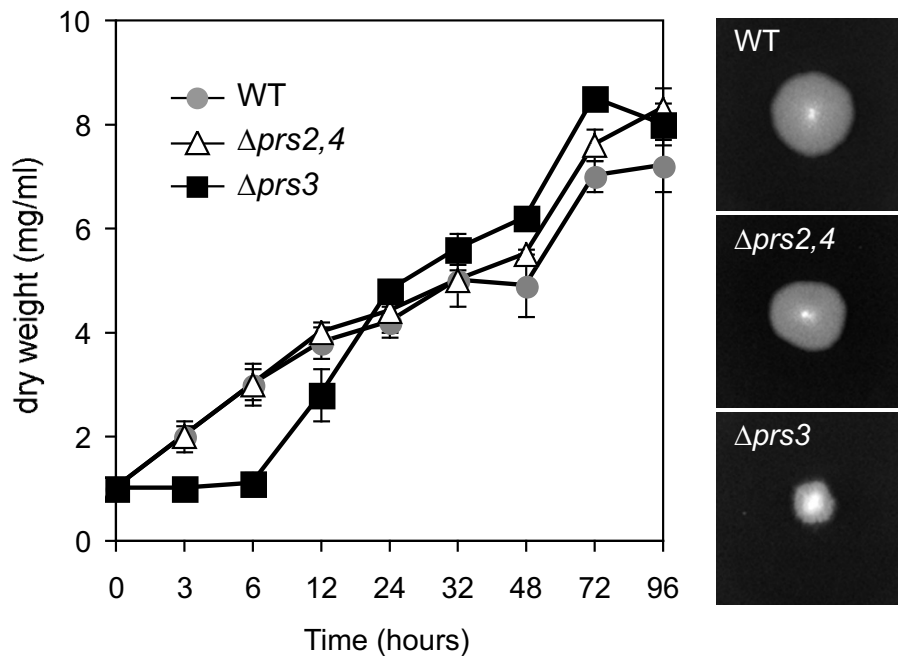 10
8
6
4
2
0
dry weight (mg/ml)
WT
Δprs2,4
Δprs3
0 3 6 12 24 32 48 72 96
Time (hours)
WT
Δprs2,4
Δprs3